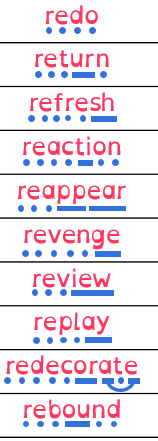 redo
return
refresh
reaction
reappear
revenge
review
replay
redecorate
rebound